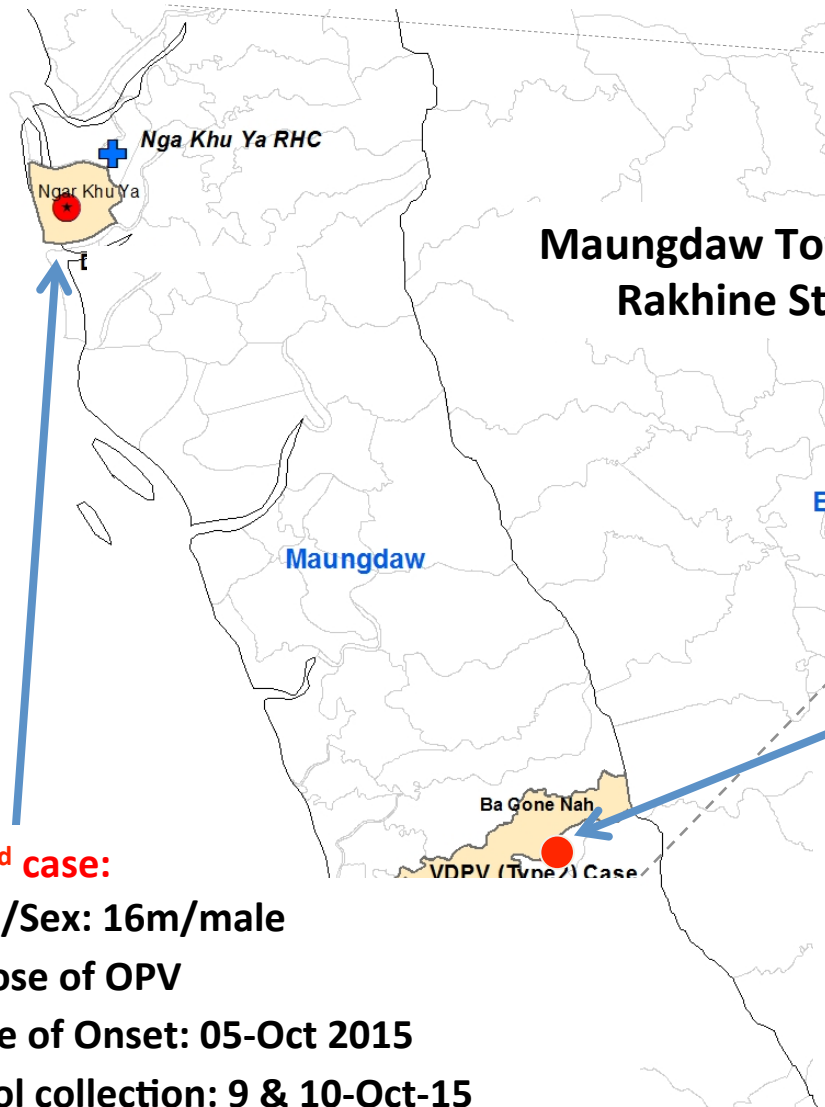 Nga Khu Ya RHC
Ngar Khu Ya
Maungdaw To
Rakhine St
E
Maungdaw
Ba Gone Nah
VDPV (Type2) Case
d case:
/Sex: 16m/male
ose of OPV
e of Onset: 05-Oct 2015
ol collection: 9 & 10-Oct-15